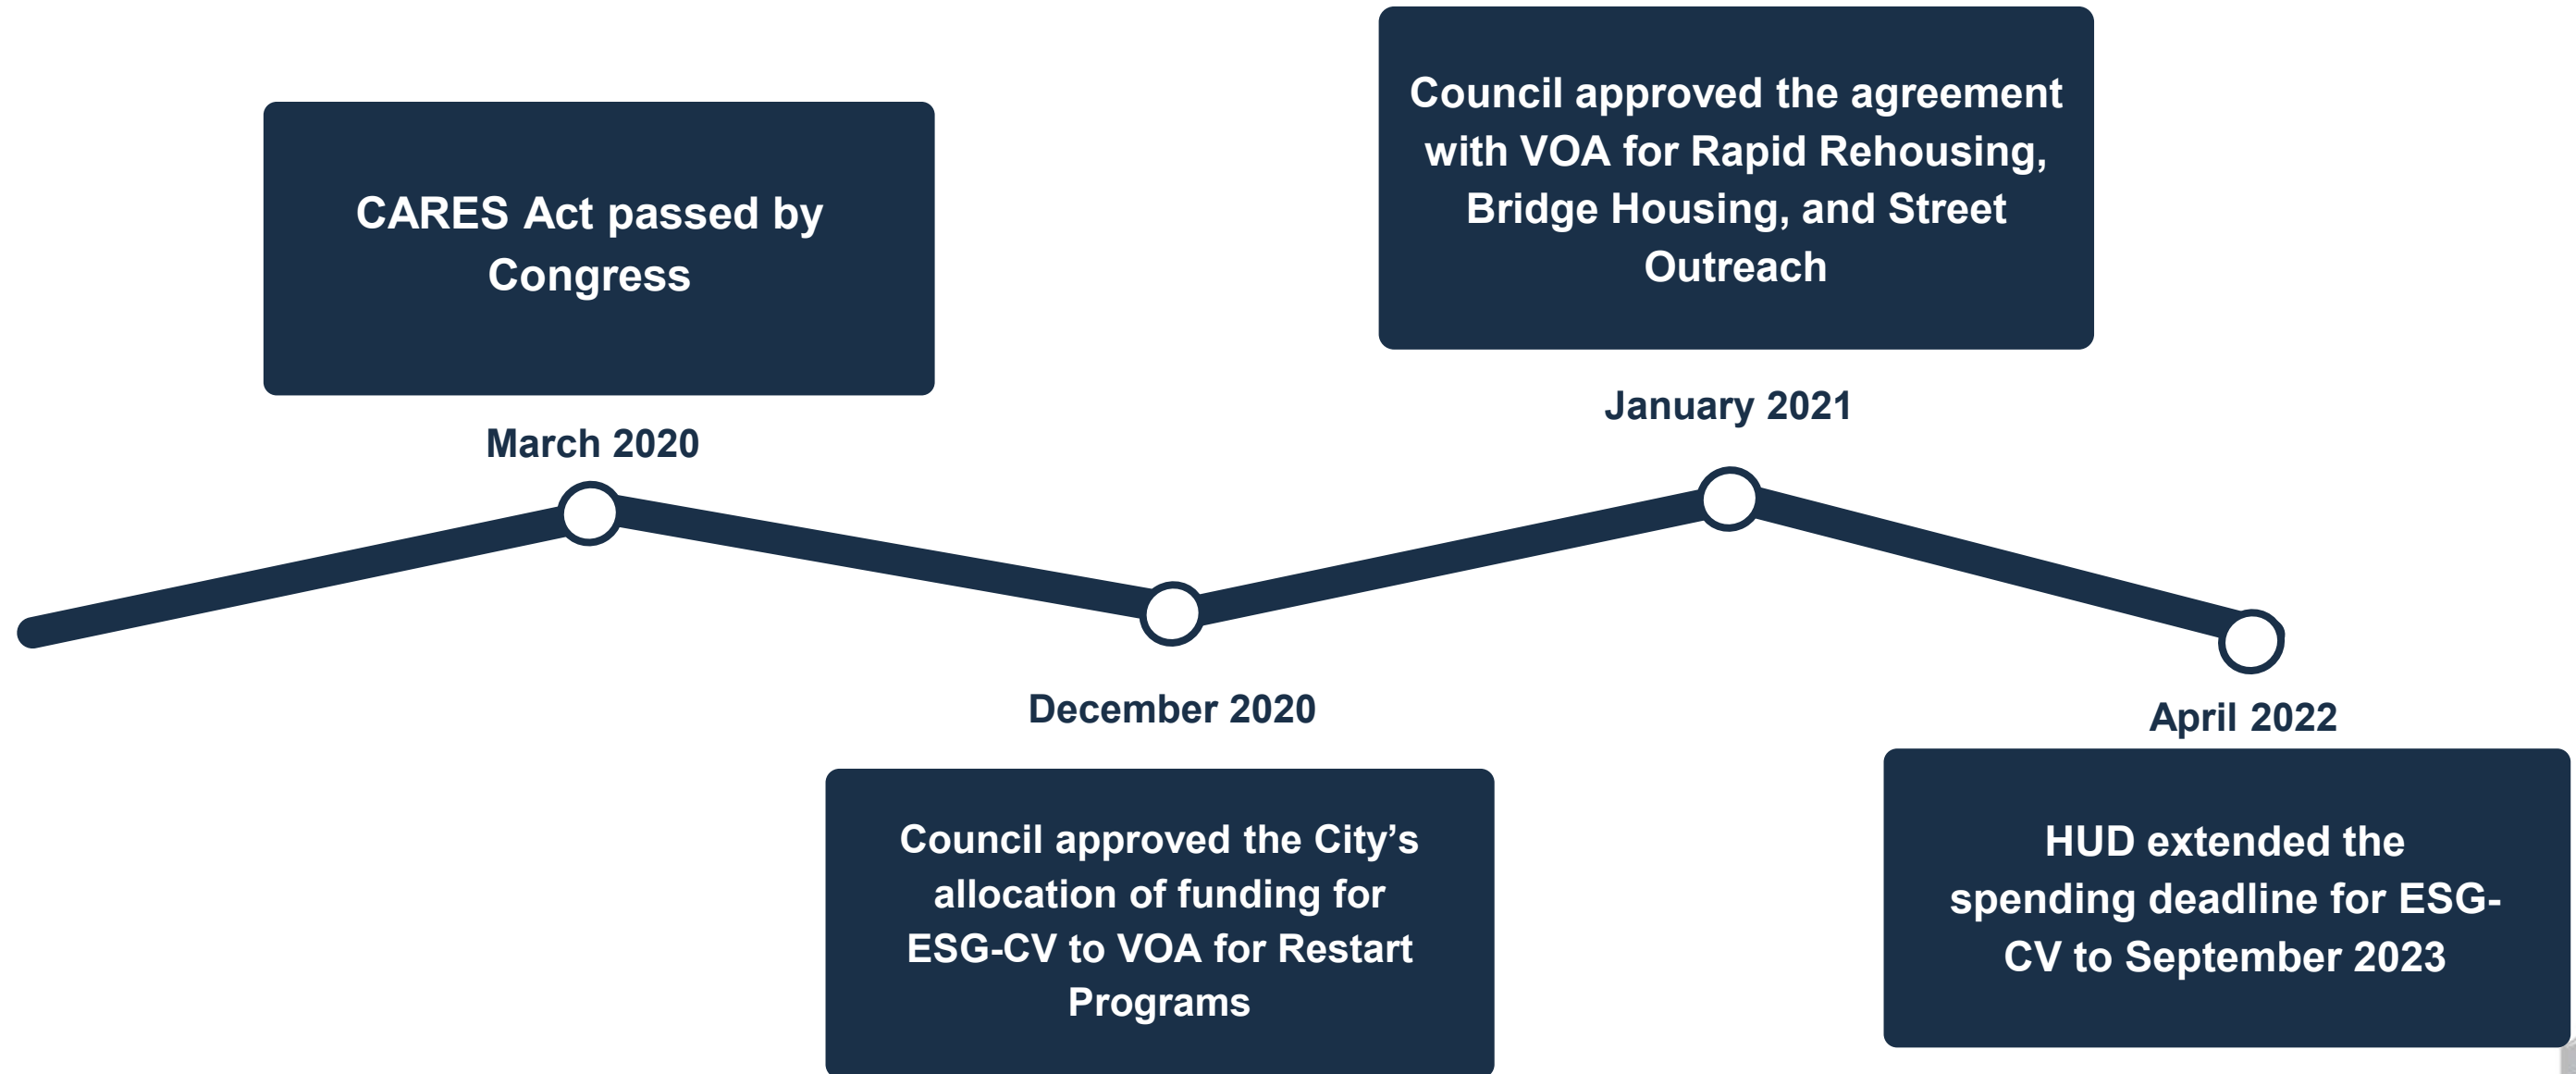 CARES Act passed by
Congress
March 2020
Council approved the City’s
allocation of funding for
ESG-CV to VOA for Restart
Programs
December 2020
Council approved the agreement
with VOA for Rapid Rehousing,
Bridge Housing, and Street
Outreach
January 2021
April 2022
HUD extended the
spending deadline for ESG-
CV to September 2023